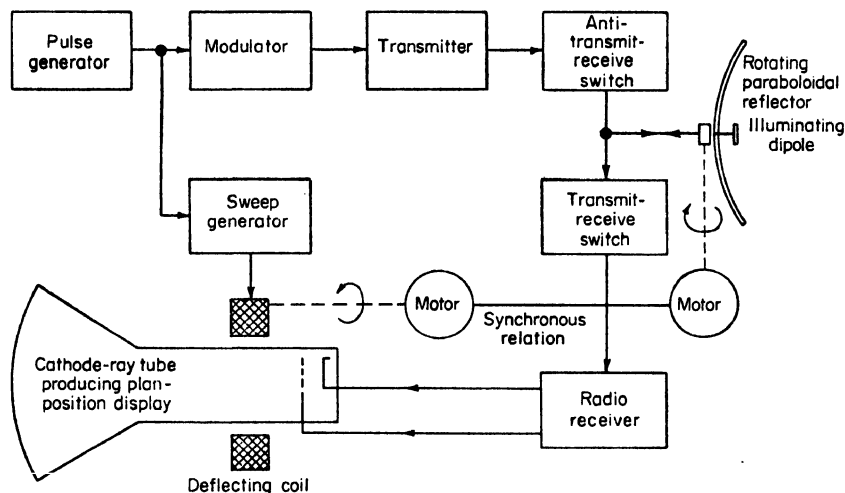 Pulse
generator
Modulator
Transmitter
Anti-
transmit-
receive
switch
Rotating
paraboloidal
reflector
Illuminating
dipole
Sweep
generator
Transmit-
receive
switch
Motor
Synchronous
relation
Motor
Cathode-ray tube
producing plan-
position display
Radio
receiver
Deflecting coil